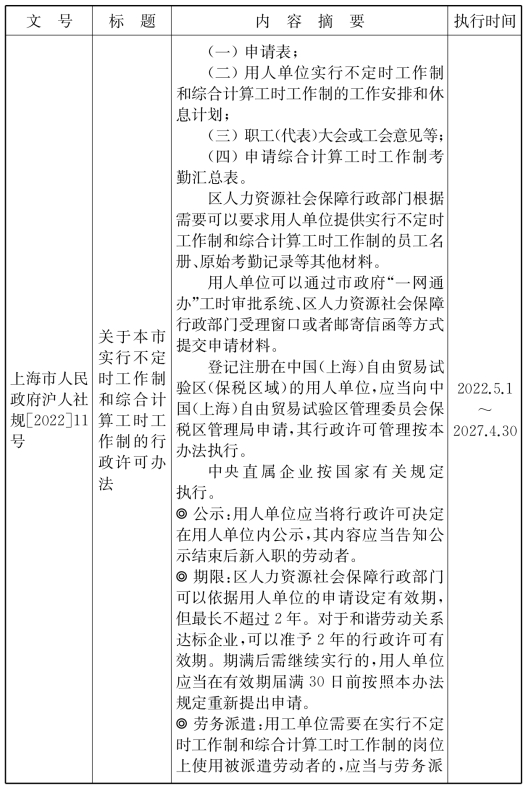 文　号　标　题　内　容　摘　要　执行时间
（一）申请表；
（二）用人单位实行不定时工作制
和综合计算工时工作制的工作安排和休
息计划；
（三）职工（代表）大会或工会意见等；
（四）申请综合计算工时工作制考
勤汇总表。
区人力资源社会保障行政部门根据
需要可以要求用人单位提供实行不定时
工作制和综合计算工时工作制的员工名
册、原始考勤记录等其他材料。
用人单位可以通过市政府“一网通
办”工时审批系统、区人力资源社会保障
行政部门受理窗口或者邮寄信函等方式
提交申请材料。
登记注册在中国（上海）自由贸易试
验区（保税区域）的用人单位，应当向中
国（上海）自由贸易试验区管理委员会保
税区管理局申请，其行政许可管理按本
办法执行。
中央直属企业按国家有关规定
执行。
◎ 公示：用人单位应当将行政许可决定
在用人单位内公示，其内容应当告知公
示结束后新入职的劳动者。
◎ 期限：区人力资源社会保障行政部门
可以依据用人单位的申请设定有效期，
但最长不超过 2 年。对于和谐劳动关系
达标企业，可以准予 2 年的行政许可有
效期。期满后需继续实行的，用人单位
应当在有效期届满 30 日前按照本办法
规定重新提出申请。
◎ 劳务派遣：用工单位需要在实行不定
时工作制和综合计算工时工作制的岗位
上使用被派遣劳动者的，应当与劳务派
上海市人民
政府沪人社
规[2022]11
号
关于本市
实行不定
时工作制
和综合计
算工时工
作制的行
政许可办
法
2022.5.1
～
2027.4.30